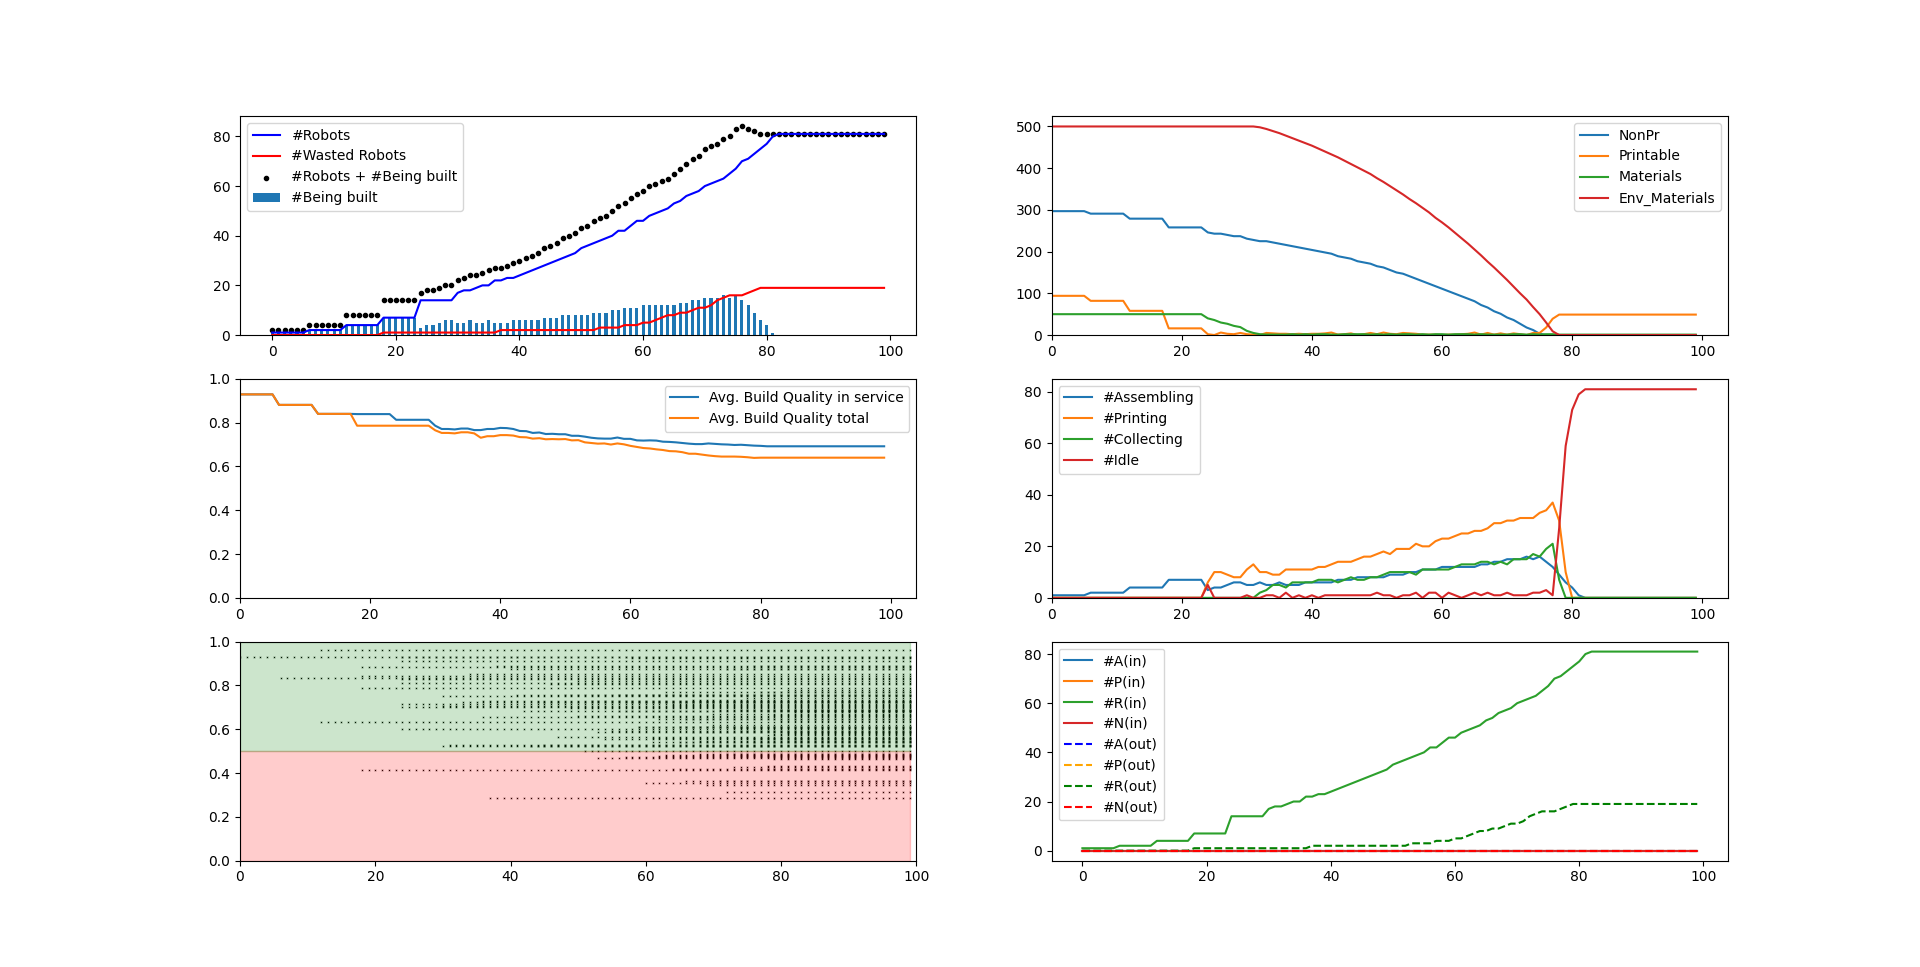 #Robots
#Wasted Robots
#Robots + #Being built
#Being built
80
60
40
20
0
0 20 40 60 80 100
NonPr
Printable
Materials
Env_Materials
500
400
300
200
100
0
0 20 40 60 80 100
Avg. Build Quality in service
Avg. Build Quality total
1.0
0.8
0.6
0.4
0.2
0.0
0 20 40 60 80 100
#Assembling
#Printing
#Collecting
#Idle
80
60
40
20
0
0 20 40 60 80 100
1.0
0.8
0.6
0.4
0.2
0.0
0 20 40 60 80 100
#A(in)
#P(in)
#R(in)
#N(in)
#A(out)
#P(out)
#R(out)
#N(out)
80
60
40
20
0
0 20 40 60 80 100